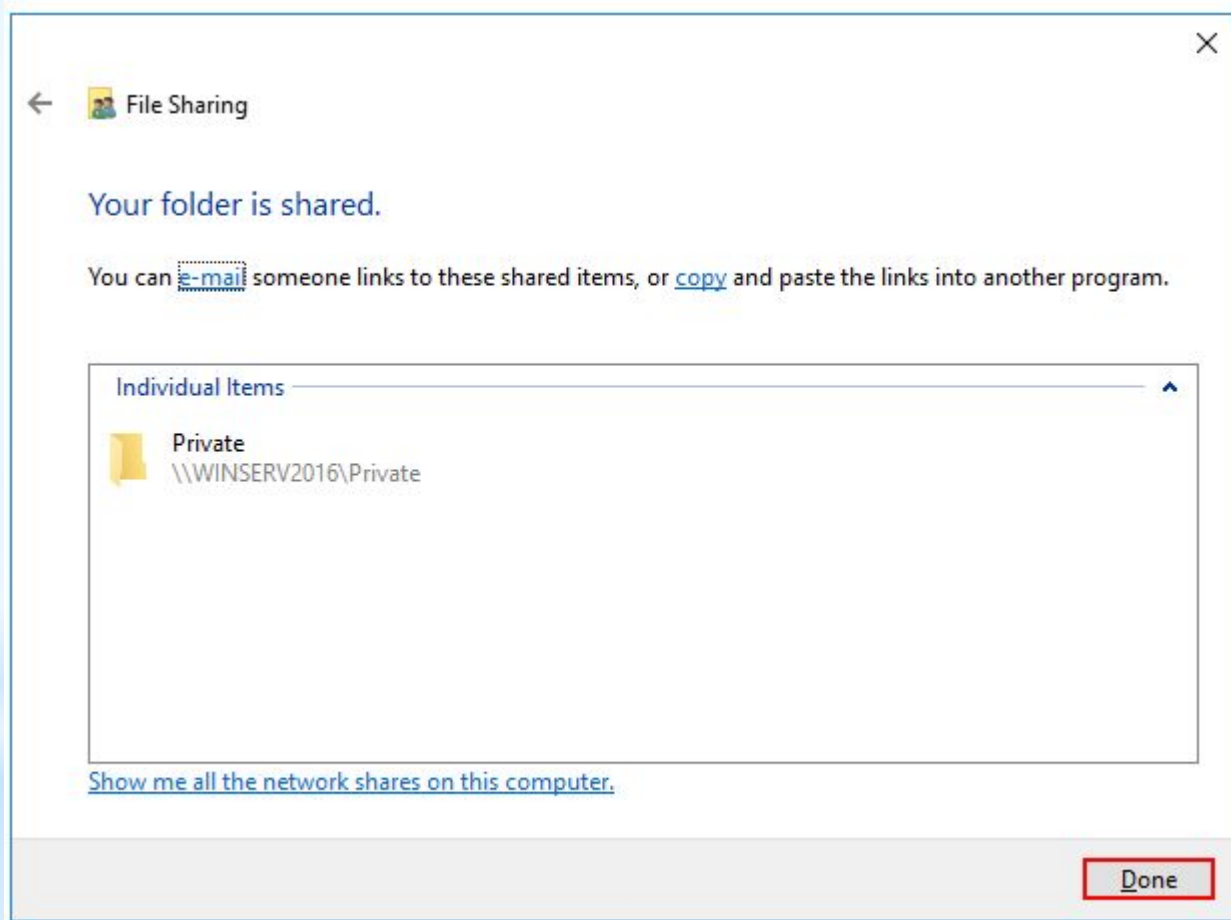 File Sharing
Your folder is shared.
You can e-mail someone links to these shared items, or copy and paste the links into another program.
Individual Items
Private
\\WINSERV2016\Private
Show me all the network shares on this computer.
Done